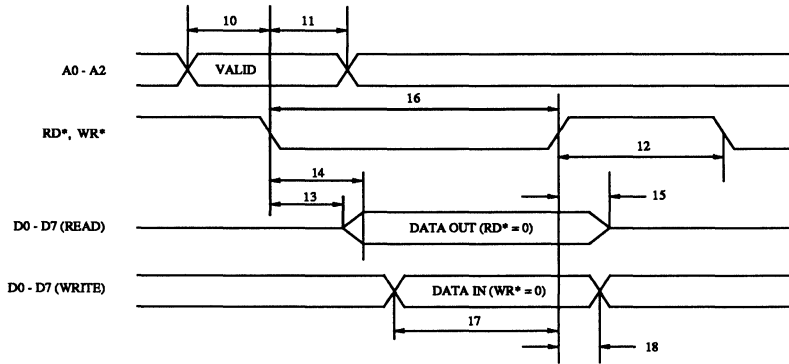 10 11
A0 - A2 VALID
16
RD*, WR*
12
14
13 15
D0 - D7 (READ) DATA OUT (RD* = 0)
D0 - D7 (WRITE) DATA IN (WR* = 0)
17
18